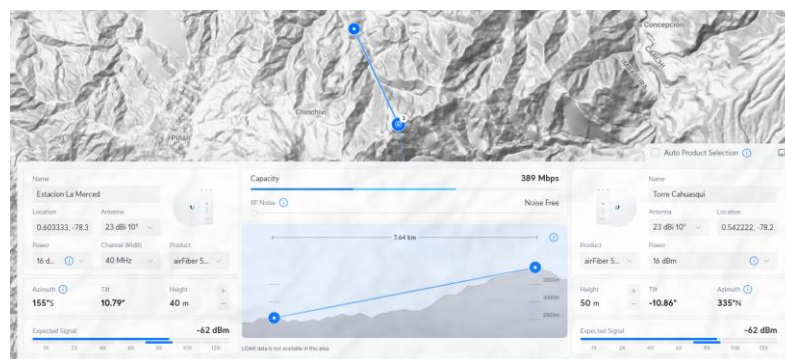 Concepción
CARCHI
IMBABURA
Chinchivi
Piñán
2
Auto Product Selection
Name
Estacion La Merced
Location
Antenna
0.603333, -78.3
23 dBi 10°
Power
Channel Width
Product
16 d...
40 MHz
airFiber 5...
Azimuth
Tilt
Height
155°S
10.79°
40 m
+
-
Expected Signal
-62 dBm
1X 2X 4X 6X 8X 10X 12X
Capacity
389 Mbps
RF Noise
Noise Free
7.64 km
3000m
LIDAR data is not available in this area.
Name
Torre Cahuasqui
Antenna
Location
23 dBi 10°
0.542222, -78.2
Product
Power
airFiber 5...
16 dBm
Height
Tilt
Azimuth
50 m
+
-
-10.86°
335°N
Expected Signal
-62 dBm
1X 2X 4X 6X 8X 10X 12X